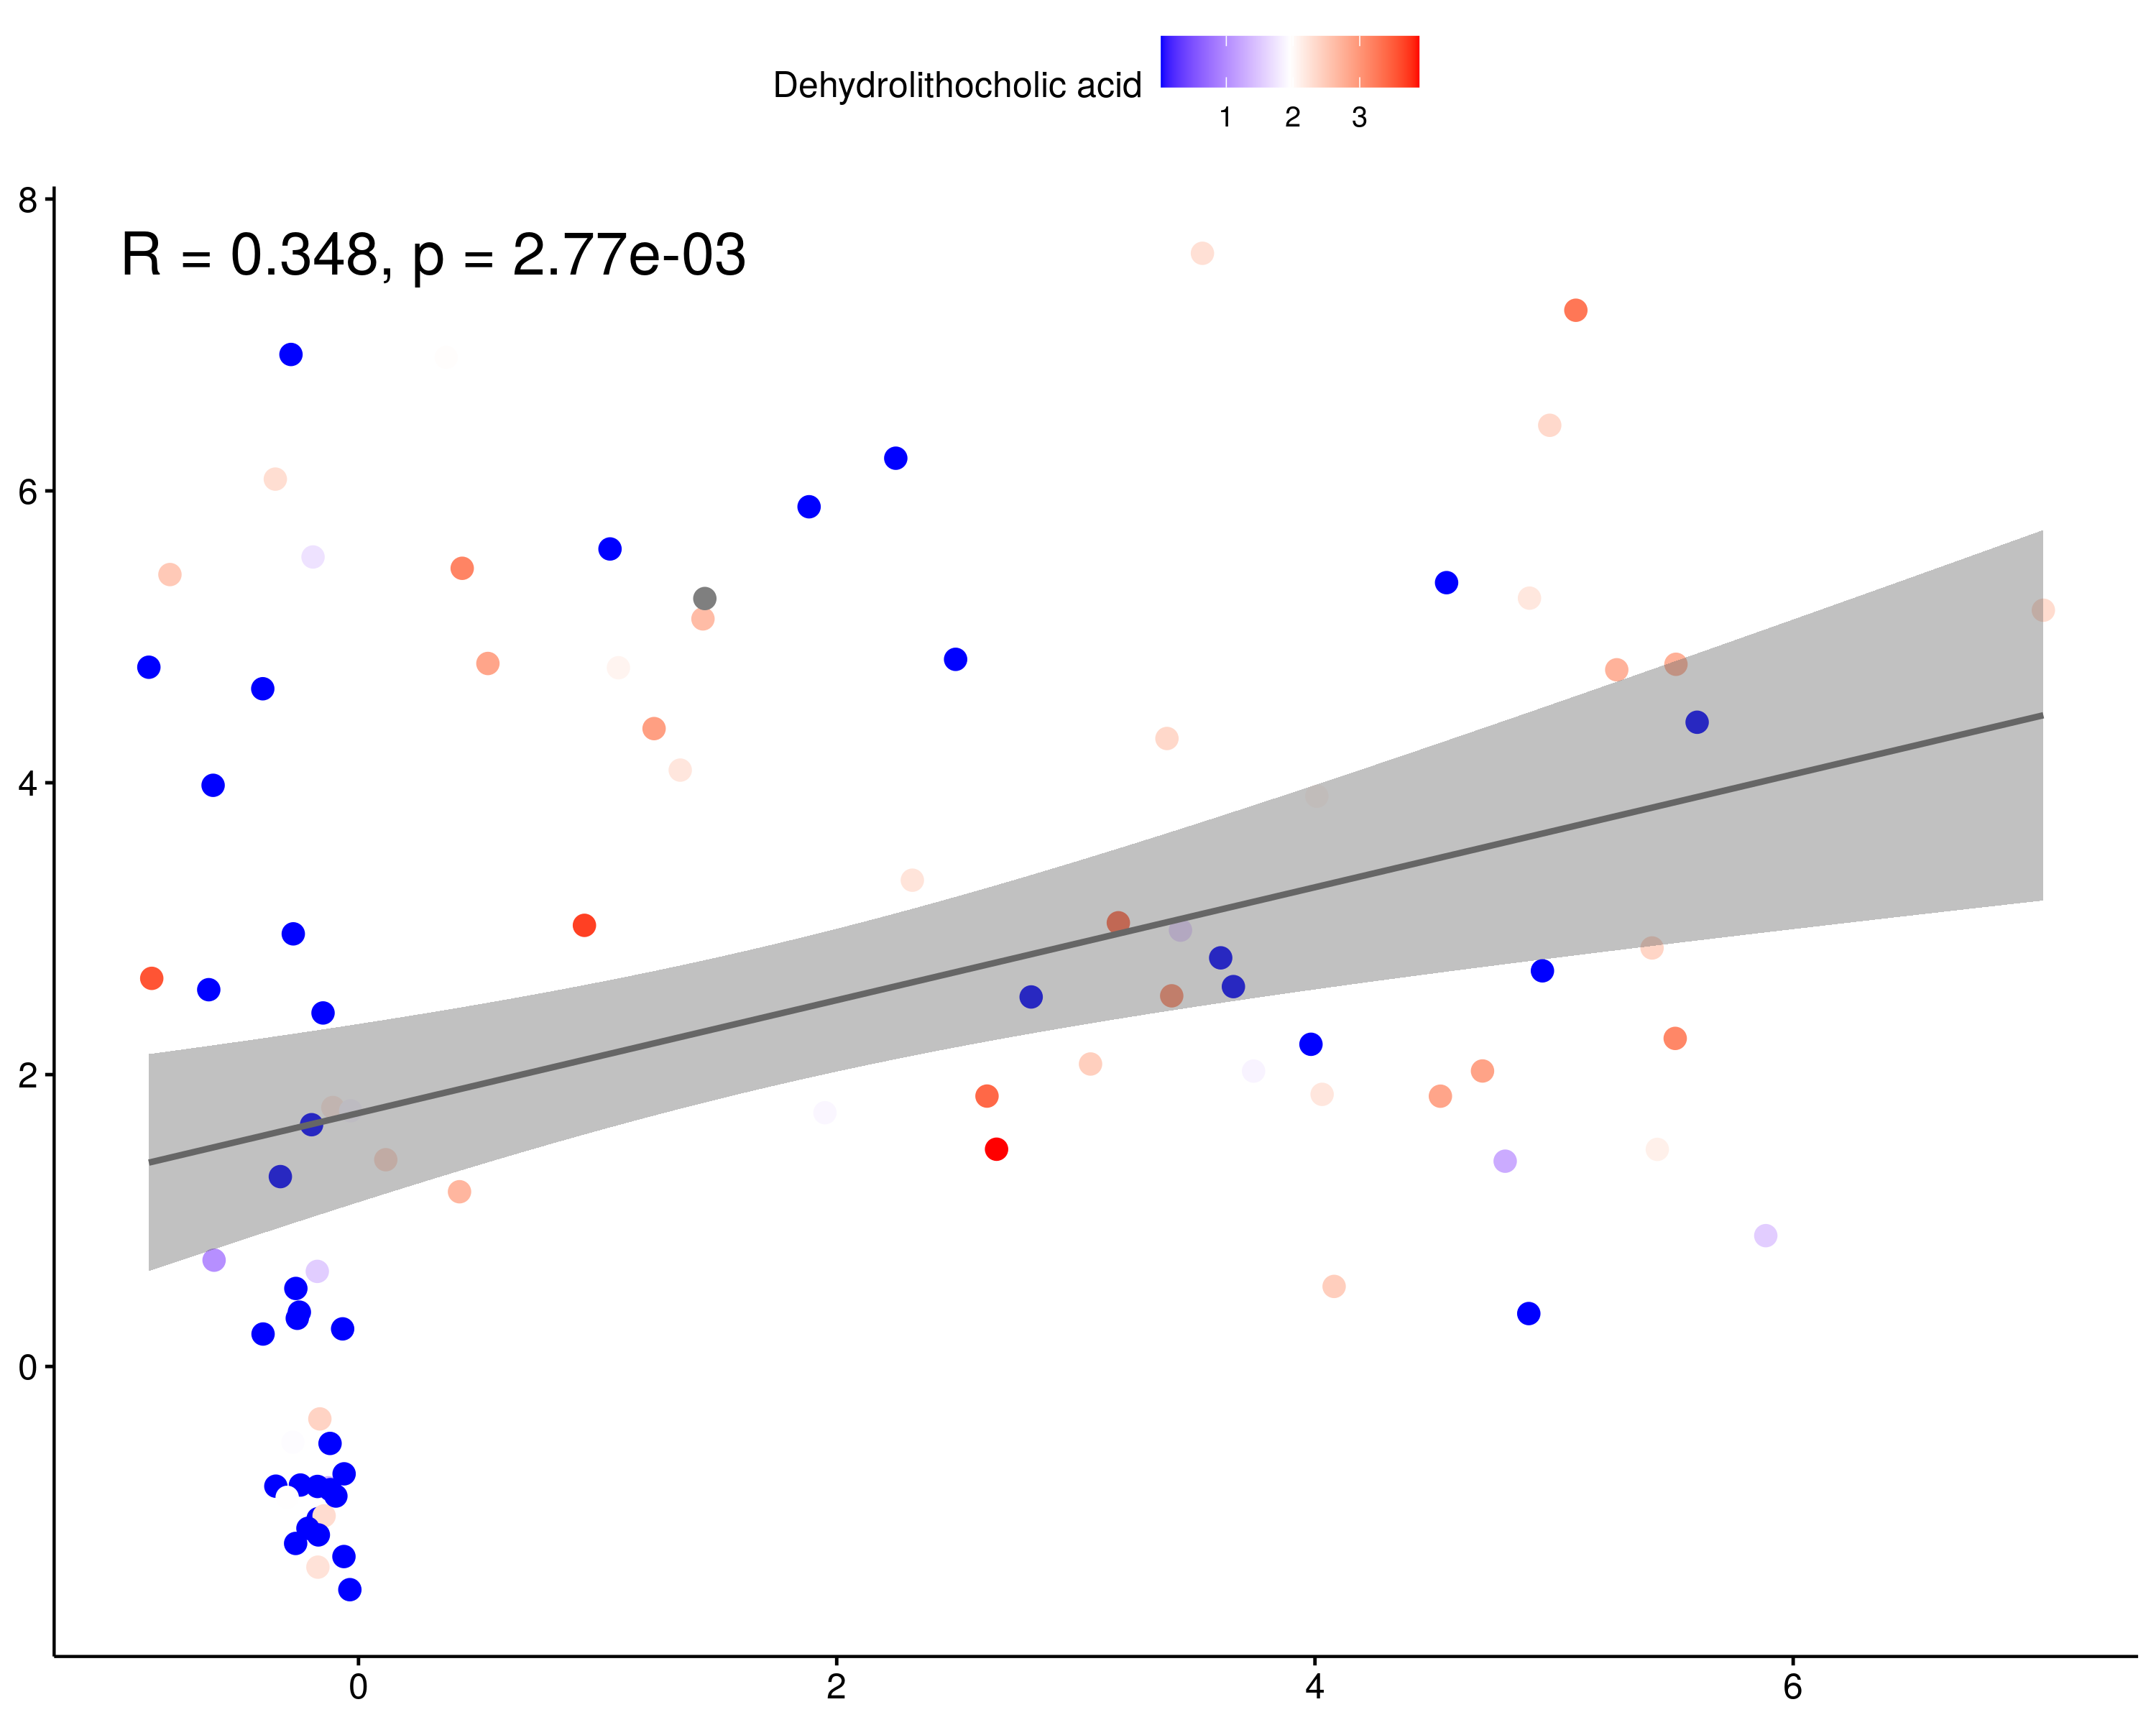 Dehydrolithocholic acid
1 2 3
R = 0.348, p = 2.77e-03
8
6
4
2
0
0 2 4 6